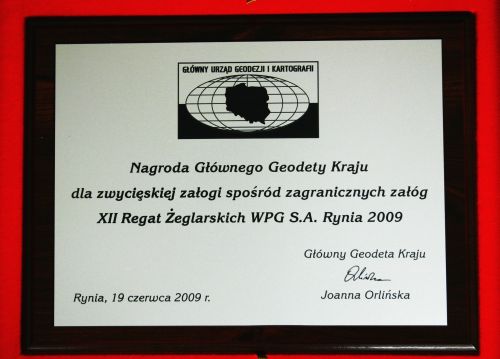 GŁÓWNY URZĄD GEODEZJI I KARTOGRAFII
Nagroda Głównego Geodety Kraju
dla zwycięskiej załogi spośród zagranicznych załóg
XII Regat Żeglarskich WPG S.A. Rynia 2009
Główny Geodeta Kraju
Rynia, 19 czerwca 2009 r.
Joanna Orlińska